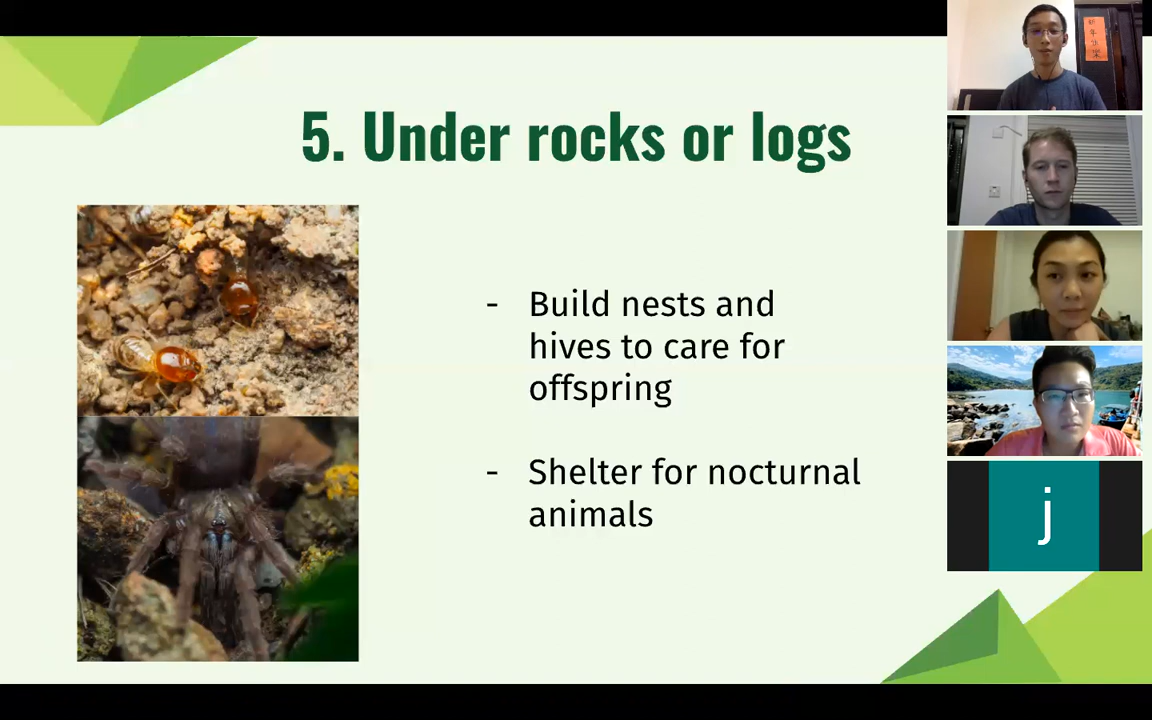 5. Under rocks or logs
- Build nests and
hives to care for
offspring
- Shelter for nocturnal
animals
j